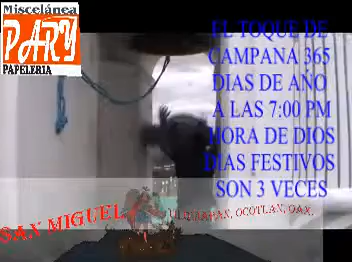 Miscelánea
PARY
PAPELERIA
EL TOQUE DE
CAMPANA 365
DIAS DE AÑO
A LAS 7:00 PM
HORA DE DIOS
DIAS FESTIVOS
SON 3 VECES
SAN MIGUEL
OCOTLAN, OAX.